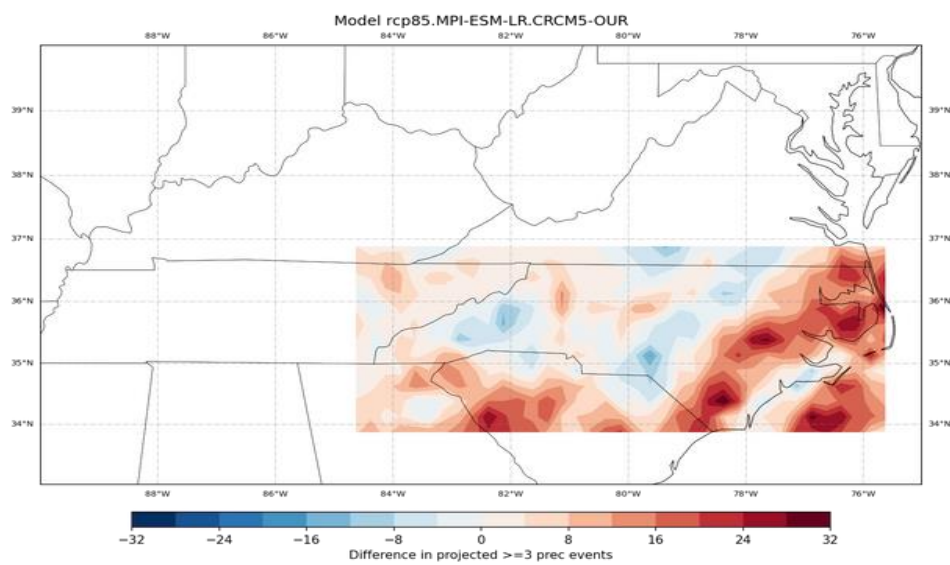 Model rcp85.MPI-ESM-LR.CRCM5-OUR
88°W 86°W 84°W 82°W 80°W 78°W 76°W
39°N 39°N
38°N 38°N
37°N 37°N
36°N 36°N
35°N 35°N
34°N 34°N
88°W 86°W 84°W 82°W 80°W 78°W 76°W
−32 −24 −16 −8 0 8 16 24 32
Difference in projected >=3 prec events